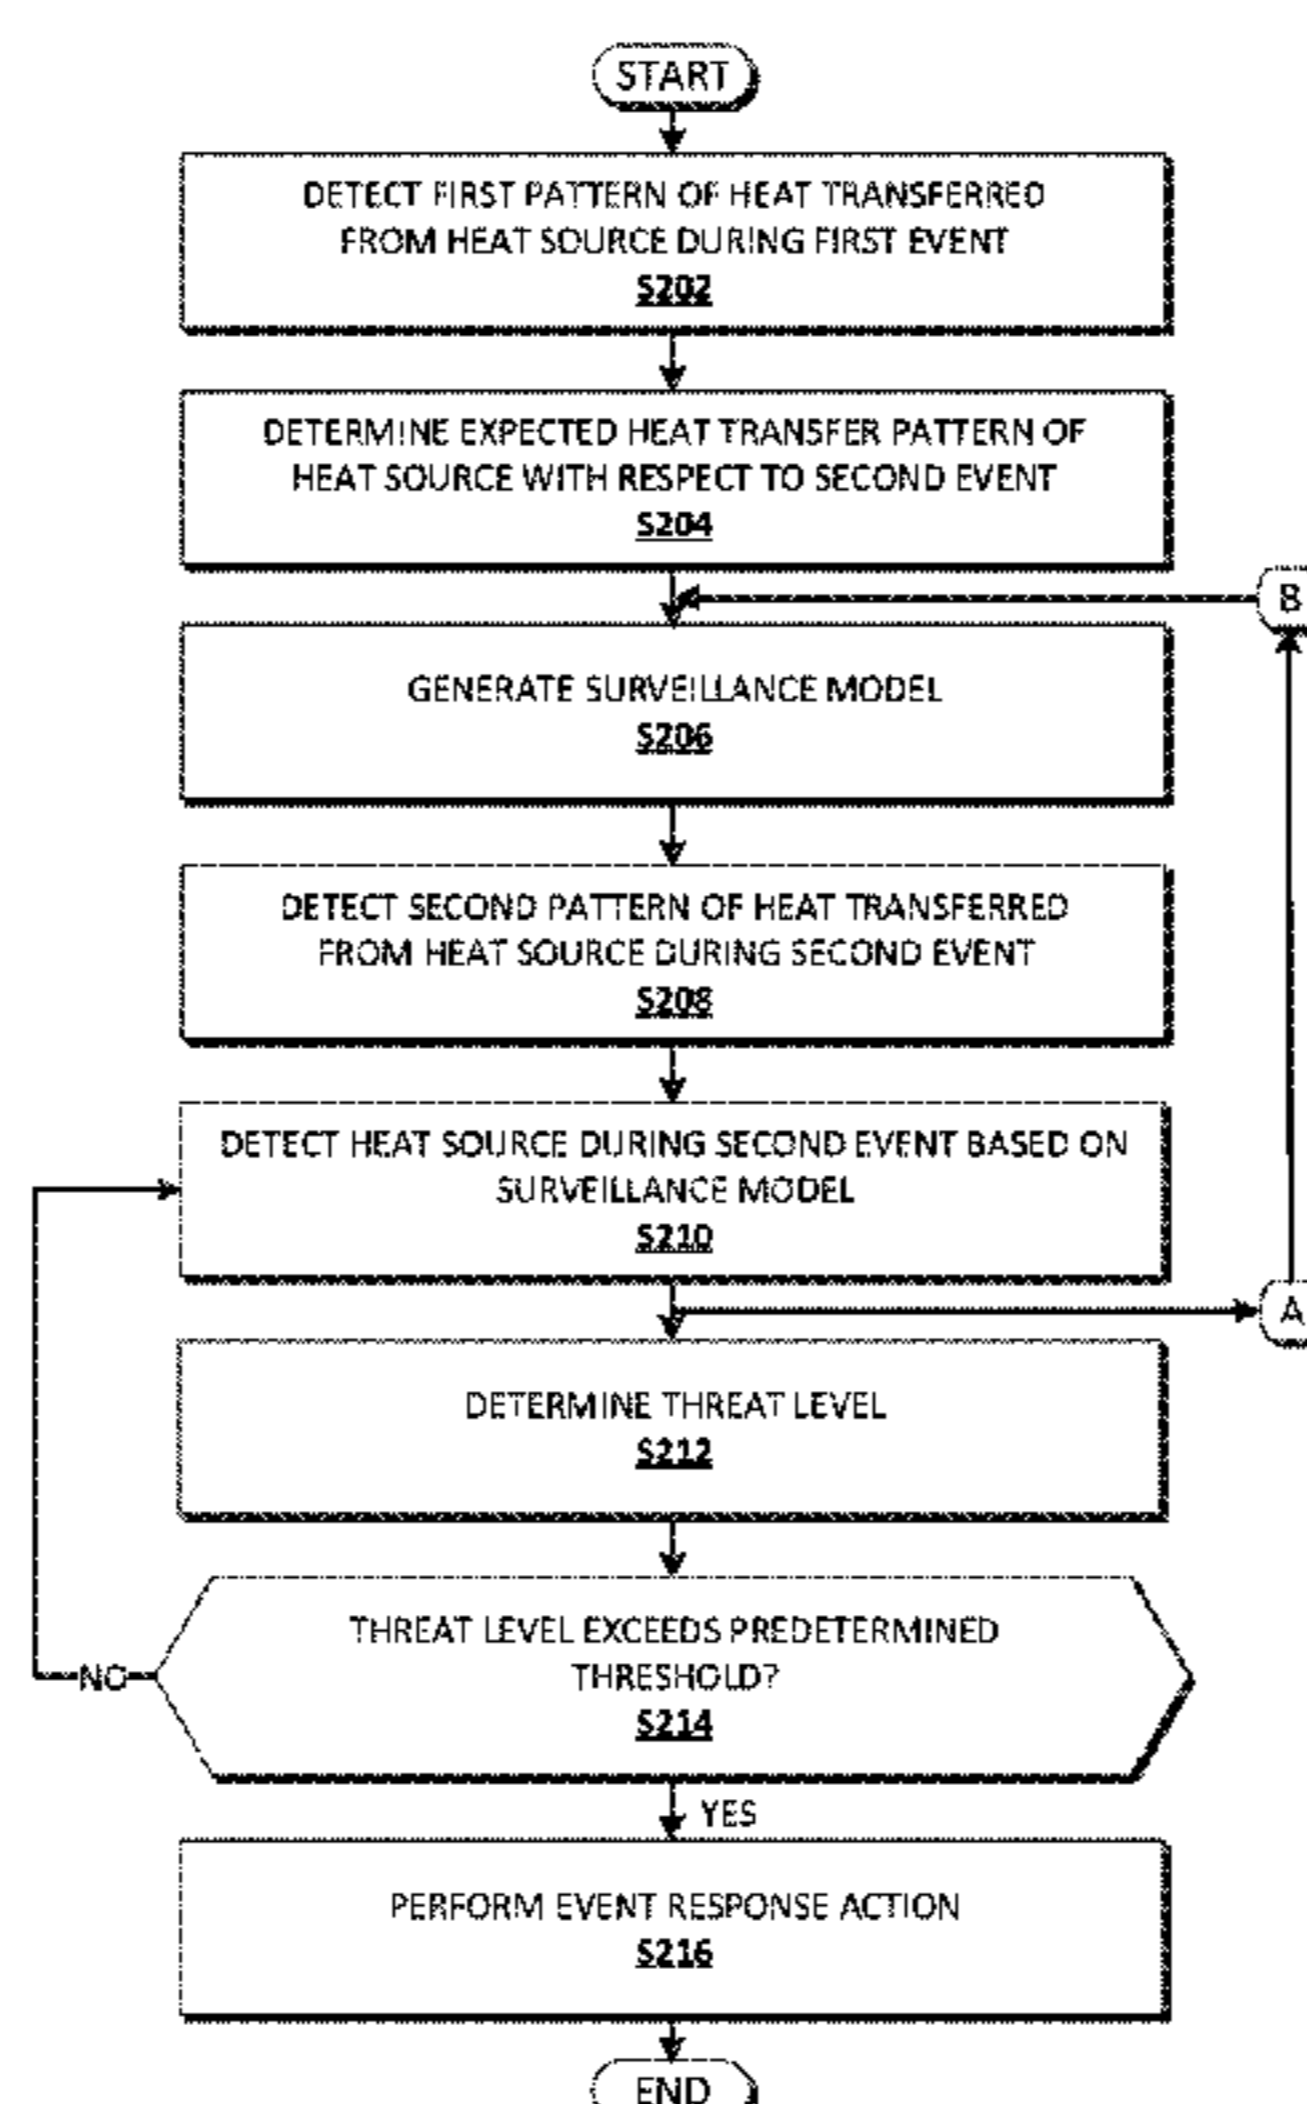 START
DETECT FIRST PATTERN OF HEAT TRANSFERRED
FROM HEAT SOURCE DURING FIRST EVENT
S202
DETERMINE EXPECTED HEAT TRANSFER PATTERN OF
HEAT SOURCE WITH RESPECT TO SECOND EVENT
S204
B
GENERATE SURVEILLANCE MODEL
S206
DETECT SECOND PATTERN OF HEAT TRANSFERRED
FROM HEAT SOURCE DURING SECOND EVENT
S208
DETECT HEAT SOURCE DURING SECOND EVENT BASED ON
SURVEILLANCE MODEL
S210
A
DETERMINE THREAT LEVEL
S212
THREAT LEVEL EXCEEDS PREDETERMINED
THRESHOLD?
S214
NO
YES
PERFORM EVENT RESPONSE ACTION
S216
END